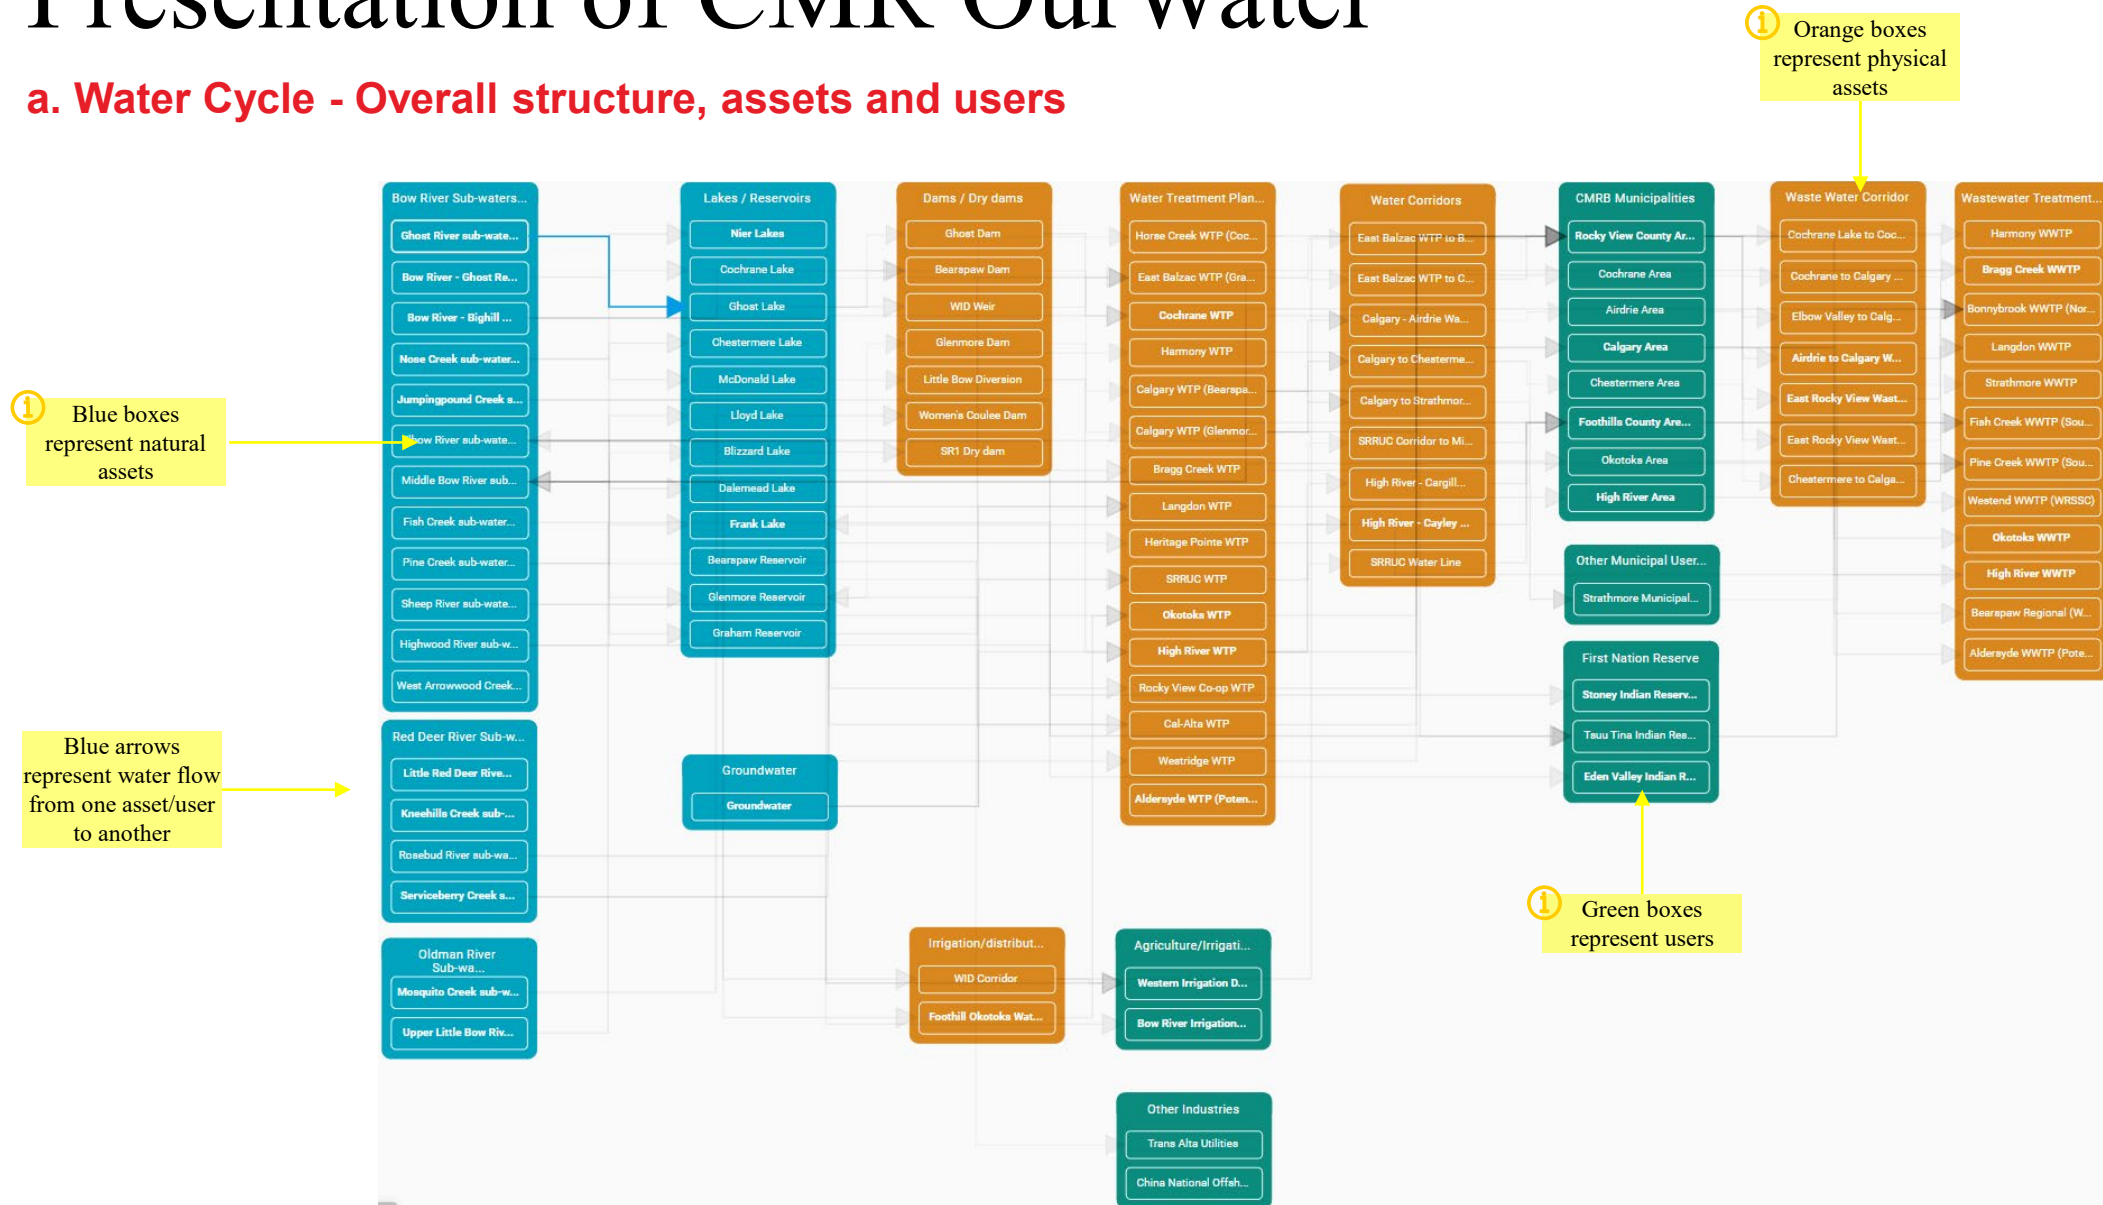 Presentation of CMR OurWater
a. Water Cycle - Overall structure, assets and users
Orange boxes
represent physical
assets
Blue boxes
represent natural
assets
Blue arrows
represent water flow
from one asset/user
to another
Green boxes
represent users
Bow River Sub-waters...
Ghost River sub-wate...
Bow River - Ghost Re...
Bow River - Bighill ...
Nose Creek sub-water...
Jumpingpound Creek s...
Elbow River sub-wate...
Middle Bow River sub...
Fish Creek sub-water...
Pine Creek sub-water...
Sheep River sub-wate...
Highwood River sub-w...
West Arrowwood Creek...
Red Deer River Sub-w...
Little Red Deer Rive...
Kneehills Creek sub-...
Rosebud River sub-wa...
Serviceberry Creek s...
Oldman River
Sub-wa...
Mosquito Creek sub-w...
Upper Little Bow Riv...
Lakes / Reservoirs
Nier Lakes
Cochrane Lake
Ghost Lake
Chestermere Lake
McDonald Lake
Lloyd Lake
Blizzard Lake
Dalemead Lake
Frank Lake
Bearspaw Reservoir
Glenmore Reservoir
Graham Reservoir
Groundwater
Groundwater
Dams / Dry dams
Ghost Dam
Bearspaw Dam
WID Weir
Glenmore Dam
Little Bow Diversion
Women's Coulee Dam
SR1 Dry dam
Irrigation/distribut...
WID Corridor
Foothill Okotoks Wat...
Water Treatment Plan...
Horse Creek WTP (Coc...
East Balzac WTP (Gra...
Cochrane WTP
Harmony WTP
Calgary WTP (Bearspa...
Calgary WTP (Glenmor...
Bragg Creek WTP
Langdon WTP
Heritage Pointe WTP
SRRUC WTP
Okotoks WTP
High River WTP
Rocky View Co-op WTP
Cal-Alta WTP
Westridge WTP
Aldersyde WTP (Poten...
Agriculture/Irrigati...
Western Irrigation D...
Bow River Irrigation...
Other Industries
Trans Alta Utilities
China National Offsh...
Water Corridors
East Balzac WTP to B...
East Balzac WTP to C...
Calgary - Airdrie Wa...
Calgary to Chesterme...
Calgary to Strathmor...
SRRUC Corridor to Mi...
High River - Cargill...
High River - Cayley ...
SRRUC Water Line
CMRB Municipalities
Rocky View County Ar...
Cochrane Area
Airdrie Area
Calgary Area
Chestermere Area
Foothills County Are...
Okotoks Area
High River Area
Other Municipal User...
Strathmore Municipal...
First Nation Reserve
Stoney Indian Reserv...
Tsuu Tina Indian Res...
Eden Valley Indian R...
Waste Water Corridor
Cochrane Lake to Coc...
Cochrane to Calgary ...
Elbow Valley to Calg...
Airdrie to Calgary W...
East Rocky View Wast...
East Rocky View Wast...
Chestermere to Calga...
Wastewater Treatment...
Harmony WWTP
Bragg Creek WWTP
Bonnybrook WWTP (Nor...
Langdon WWTP
Strathmore WWTP
Fish Creek WWTP (Sou...
Pine Creek WWTP (Sou...
Westend WWTP (WRSSC)
Okotoks WWTP
High River WWTP
Bearspaw Regional (W...
Aldersyde WWTP (Pote...